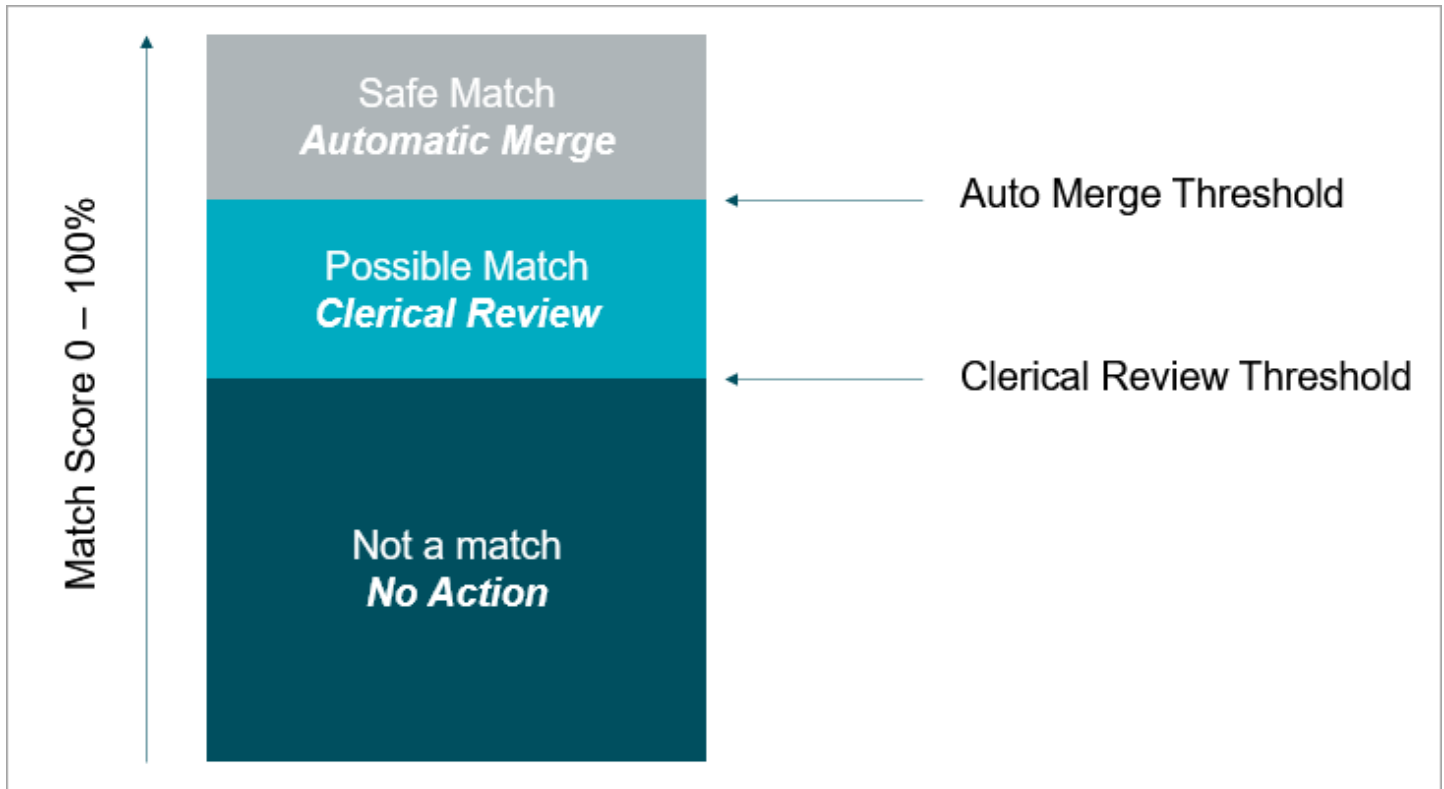 Match Score 0 – 100%
Safe Match
Automatic Merge
Auto Merge Threshold
Possible Match
Clerical Review
Clerical Review Threshold
Not a match
No Action